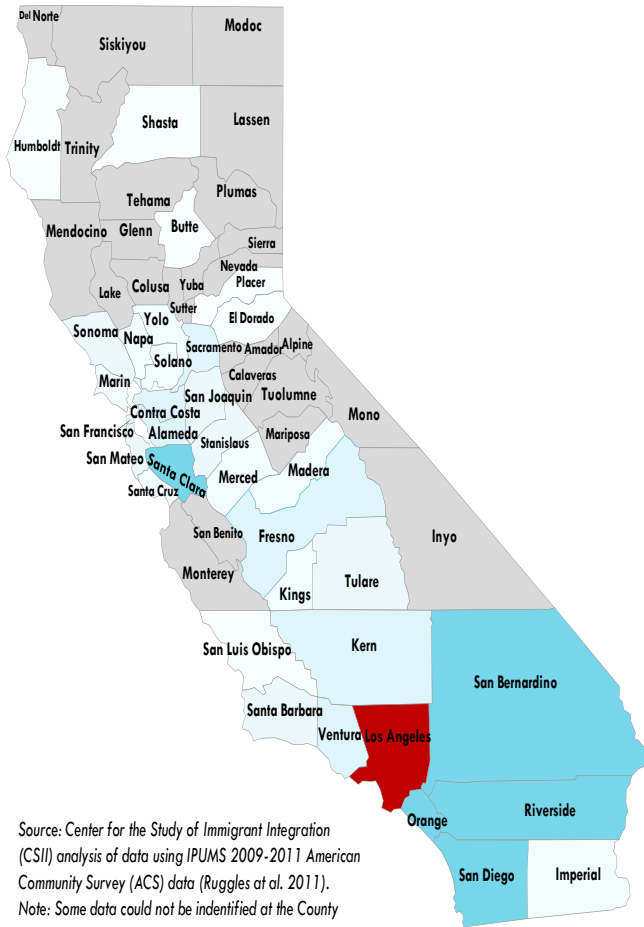 Del Norte
Modoc
Siskiyou
Shasta
Lassen
Humboldt
Trinity
Plumas
Tehama
Mendocino
Glenn
Butte
Sierra
Nevada
Placer
Lake
Colusa
Yuba
Sutter
Yolo
El Dorado
Sonoma
Napa
Sacramento
Amador
Alpine
Solano
Marin
Calaveras
San Joaquin
Tuolumne
Contra Costa
Mono
San Francisco
Alameda
Stanislaus
Mariposa
San Mateo
Santa Clara
Merced
Madera
Santa Cruz
San Benito
Fresno
Inyo
Monterey
Kings
Tulare
San Luis Obispo
Kern
San Bernardino
Santa Barbara
Ventura
Los Angeles
Orange
Riverside
San Diego
Imperial
Source: Center for the Study of Immigrant Integration
(CSII) analysis of data using IPUMS 2009-2011 American
Community Survey (ACS) data (Ruggles at al. 2011).
Note: Some data could not be indentified at the County